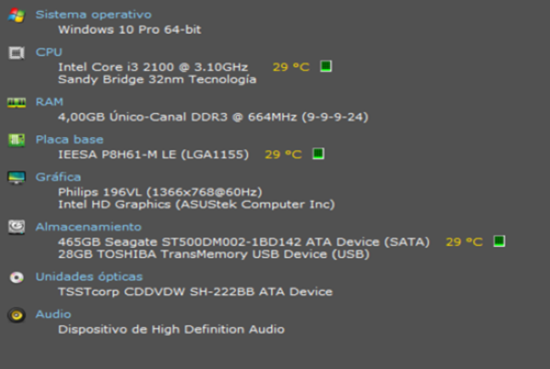 Sistema operativo
Windows 10 Pro 64-bit
CPU
Intel Core i3 2100 @ 3.10GHz 29 °C
Sandy Bridge 32nm Tecnología
RAM
4,00GB Único-Canal DDR3 @ 664MHz (9-9-9-24)
Placa base
IEESA P8H61-M LE (LGA1155) 29 °C
Gráfica
Philips 196VL (1366x768@60Hz)
Intel HD Graphics (ASUStek Computer Inc)
Almacenamiento
465GB Seagate ST500DM002-1BD142 ATA Device (SATA) 29 °C
28GB TOSHIBA TransMemory USB Device (USB)
Unidades ópticas
TSSTcorp CDDVDW SH-222BB ATA Device
Audio
Dispositivo de High Definition Audio